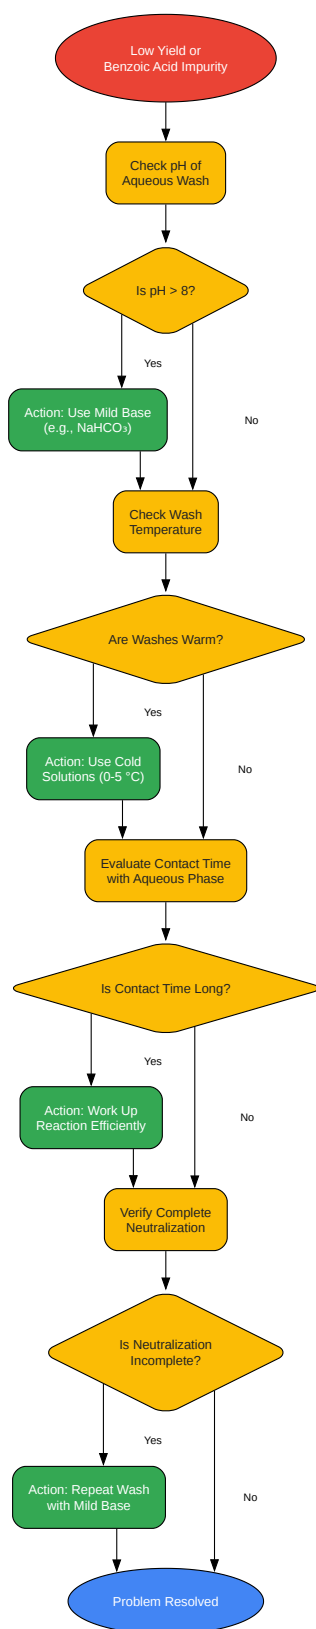 Low Yield or
Benzoic Acid Impurity
Check pH of
Aqueous Wash
Is pH > 8?
Yes
Action: Use Mild Base
(e.g., NaHCO₃)
No
Check Wash
Temperature
Are Washes Warm?
Yes
Action: Use Cold
Solutions (0-5 °C)
No
Evaluate Contact Time
with Aqueous Phase
Is Contact Time Long?
Yes
Action: Work Up
Reaction Efficiently
No
Verify Complete
Neutralization
Is Neutralization
Incomplete?
Yes
Action: Repeat Wash
with Mild Base
No
Problem Resolved